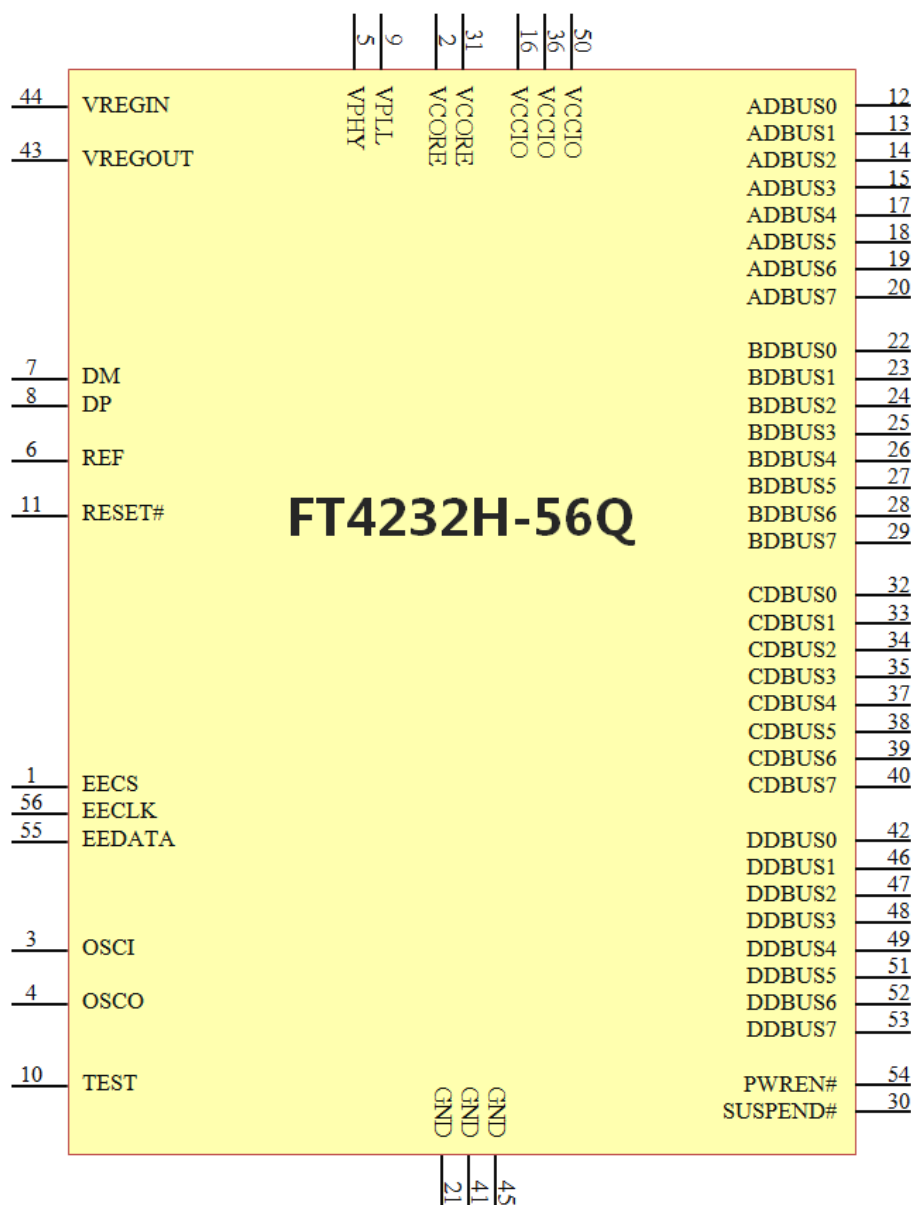 5 9 2 31 16 36 50
VPHY VPLL VCORE VCORE VCCIO VCCIO VCCIO
44 VREGIN ADBUS0 12
ADBUS1 13
43 VREGOUT ADBUS2 14
ADBUS3 15
ADBUS4 17
ADBUS5 18
ADBUS6 19
ADBUS7 20
BDBUS0 22
7 DM BDBUS1 23
8 DP BDBUS2 24
BDBUS3 25
6 REF BDBUS4 26
BDBUS5 27
11 RESET# FT4232H-56Q BDBUS6 28
BDBUS7 29
CDBUS0 32
CDBUS1 33
CDBUS2 34
CDBUS3 35
CDBUS4 37
CDBUS5 38
CDBUS6 39
1 EECS CDBUS7 40
56 EECLK
55 EEDATA DDBUS0 42
DDBUS1 46
DDBUS2 47
DDBUS3 48
3 OSCI DDBUS4 49
DDBUS5 51
4 OSCO DDBUS6 52
DDBUS7 53
10 TEST PWREN# 54
SUSPEND# 30
GND GND GND
21 41 45